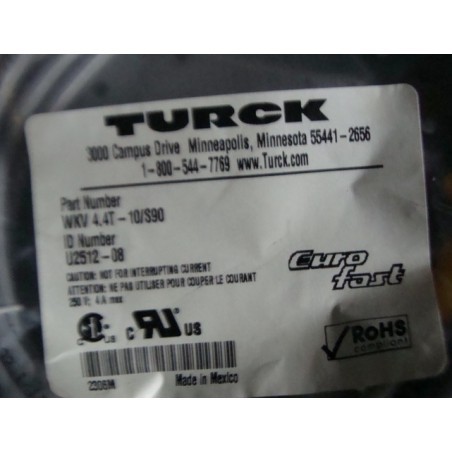 TURCK
3000 Campus Drive Minneapolis, Minnesota 55441-2656
1-800-544-7769 www.Turck.com
Part Number
WKV 4.4T-10/S90
ID Number
U2512-08
CAUTION: NOT FOR INTERRUPTING CURRENT
ATTENTION: NE PAS UTILISER POUR COUPER LE COURANT
250 V; 4 A max
Euro
fast
C US
RoHS
compliant
Made in Mexico